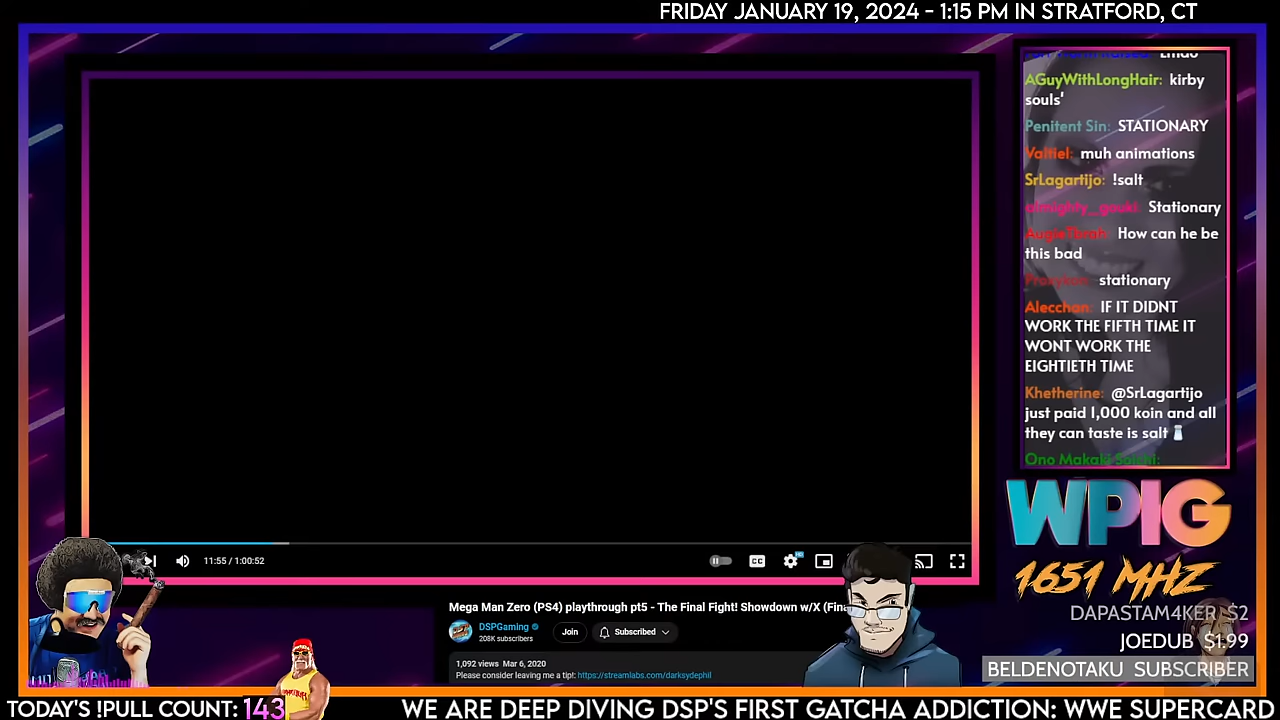 FRIDAY JANUARY 19, 2024 - 1:15 PM IN STRATFORD, CT
AGuyWithLongHair: kirby
souls'
Penitent Sin: STATIONARY
Valtiel: muh animations
SrLagartijo: !salt
almighty_gouki: Stationary
How can he be
this bad
stationary
Alecchan: IF IT DIDNT
WORK THE FIFTH TIME IT
WONT WORK THE
EIGHTIETH TIME
Khetherine: @SrLagartijo
just paid 1,000 koin and all
they can taste is salt
Ono Makaki
WPIG
1651 MHZ
DAPASTAM4KER $2
JOEDUB $1.99
BELDENOTAKU SUBSCRIBER
11:55 / 1:00:52
CC
HD
Mega Man Zero (PS4) playthrough pt5 - The Final Fight! Showdown w/X (Fin
DSPGaming
208K subscribers
Join
Subscribed
1,092 views Mar 6, 2020
Please consider leaving me a tip!: https://streamlabs.com/darksydephil
TODAY'S !PULL COUNT: 143
WE ARE DEEP DIVING DSP'S FIRST GATCHA ADDICTION: WWE SUPERCARD